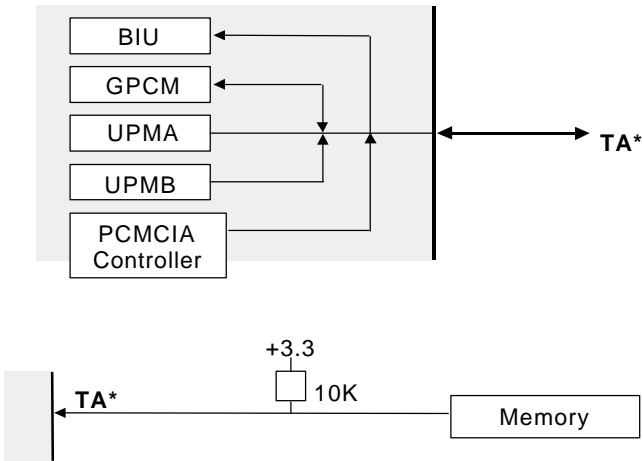 BIU
GPCM
UPMA
TA*
UPMB
PCMCIA
Controller
+3.3
TA*
10K
Memory